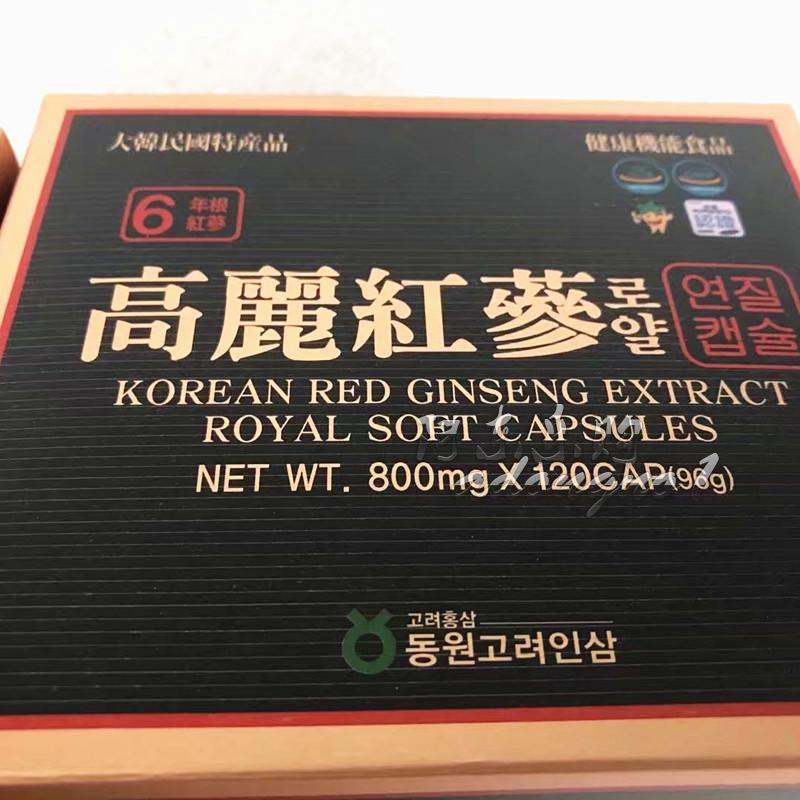 大韓民國特産品
健康機能食品
6 年根
紅蔘
認證
高麗紅蔘 로얄
연질
캡슐
KOREAN RED GINSENG EXTRACT
ROYAL SOFT CAPSULES
NET WT. 800mg X 120CAP(96g)
고려홍삼
동원고려인삼